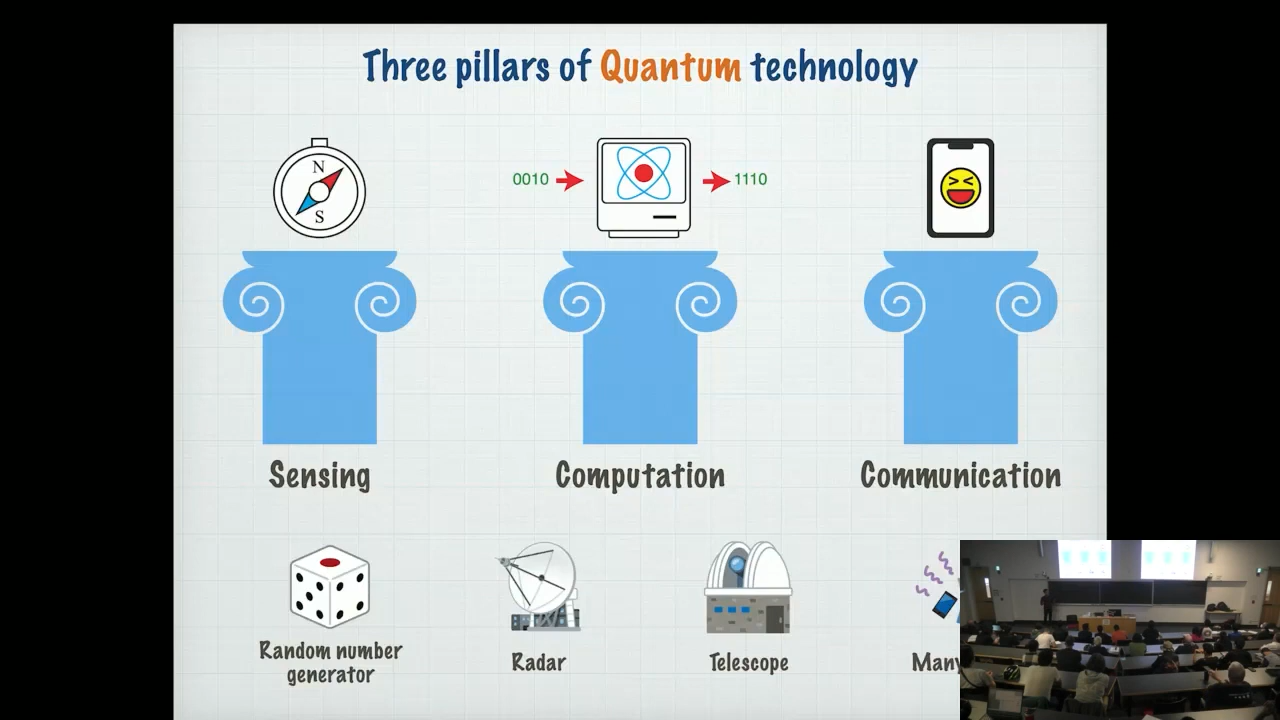 Three pillars of Quantum technology
N
S
0010
1110
Sensing
Computation
Communication
Random number
generator
Radar
Telescope
Many